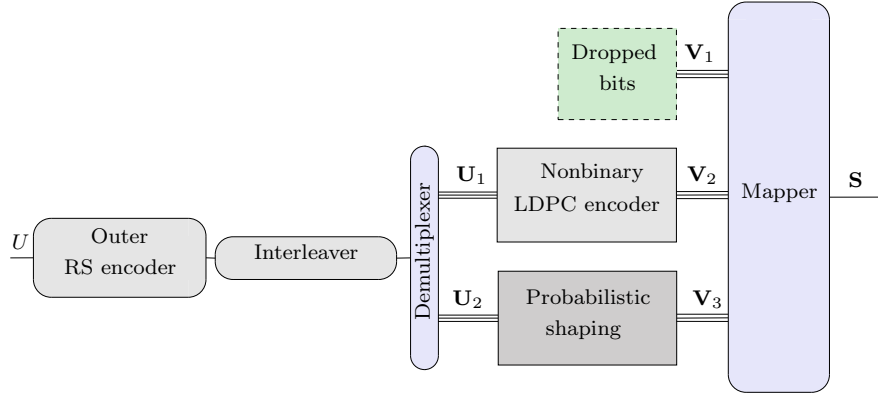 U
Outer
RS encoder
Interleaver
Demultiplexer
U₁
U₂
Nonbinary
LDPC encoder
Probabilistic
shaping
Dropped
bits
V₁
V₂
V₃
Mapper
S